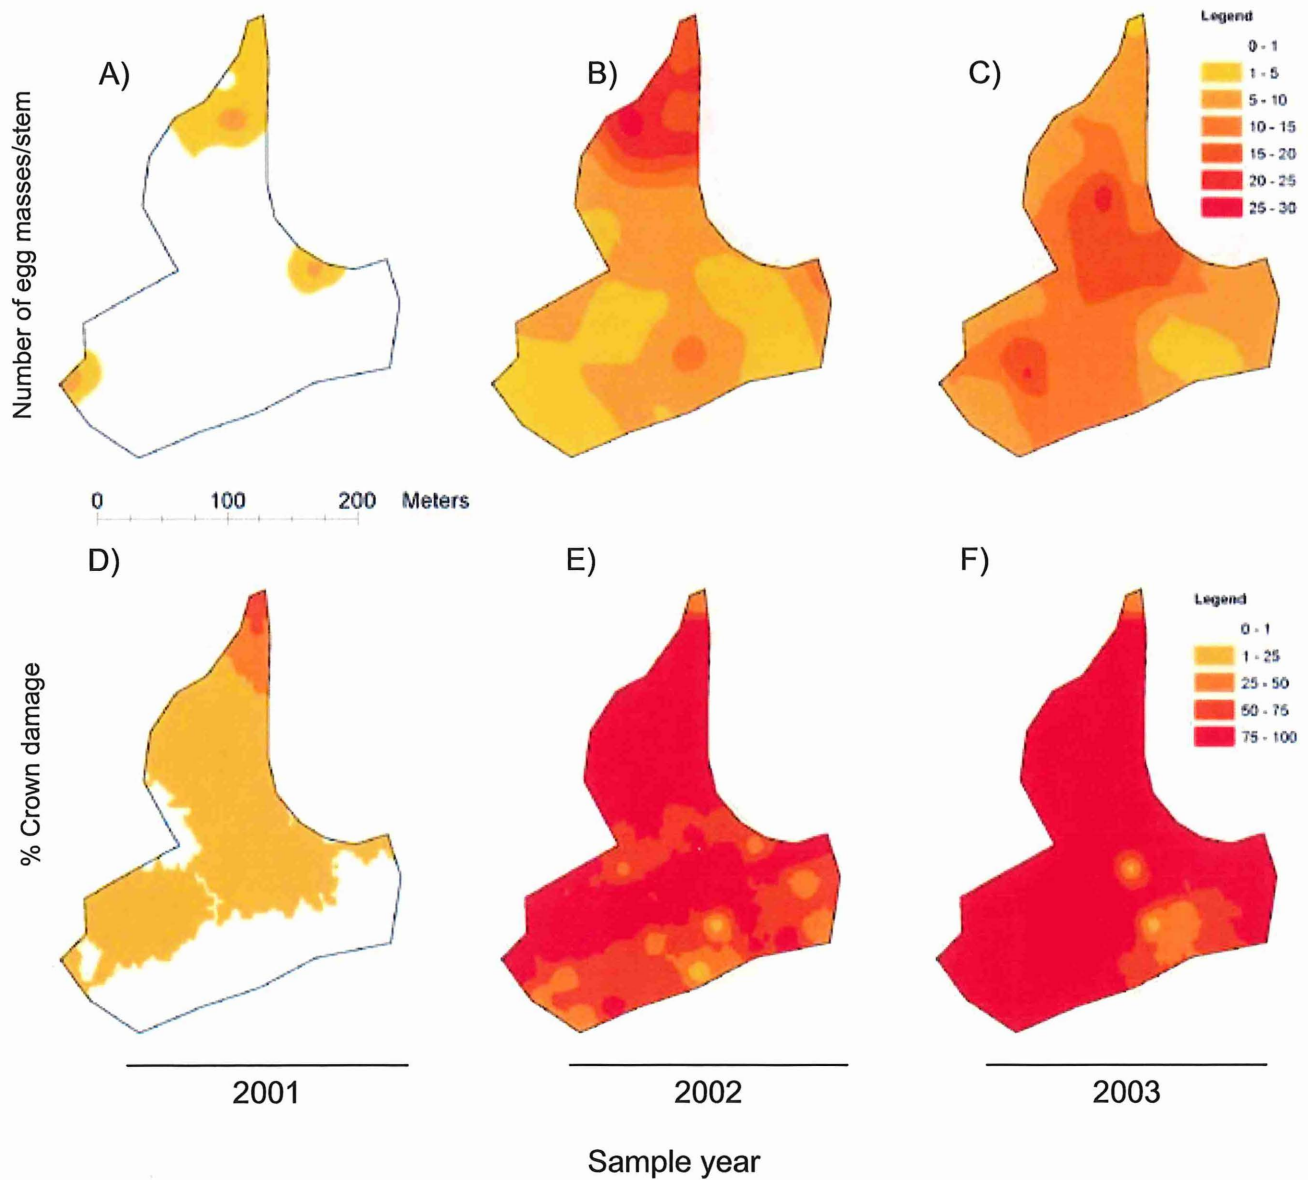 Legend
A)
B)
C)
0 - 1
1 - 5
5 - 10
10 - 15
15 - 20
20 - 25
25 - 30
Number of egg masses/stem
0 100 200 Meters
D)
E)
F)
Legend
0 - 1
1 - 25
25 - 50
50 - 75
75 - 100
% Crown damage
2001
2002
2003
Sample year